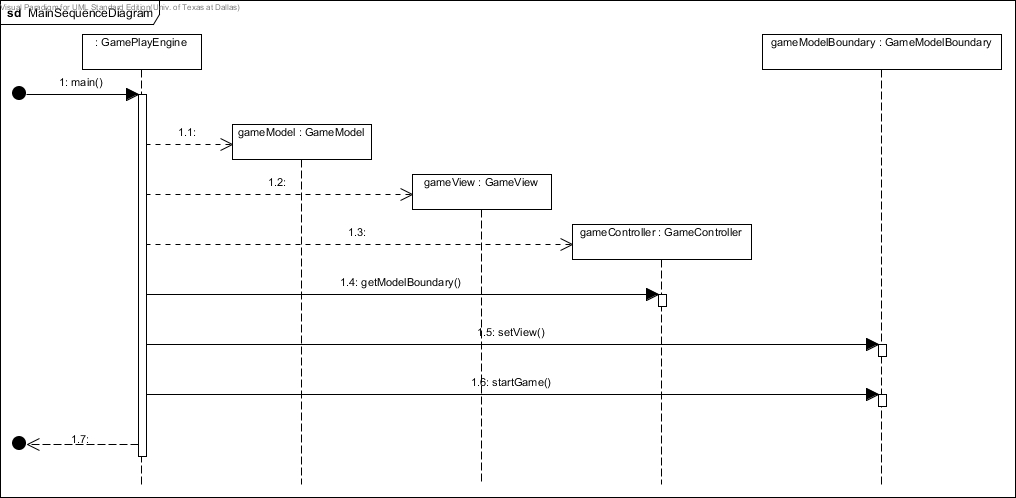 Visual Paradigm for UML Standard Edition(Univ. of Texas at Dallas)
sd MainSequenceDiagram
: GamePlayEngine
gameModelBoundary : GameModelBoundary
1: main()
1.1:
gameModel : GameModel
1.2:
gameView : GameView
1.3:
gameController : GameController
1.4: getModelBoundary()
1.5: setView()
1.6: startGame()
1.7: